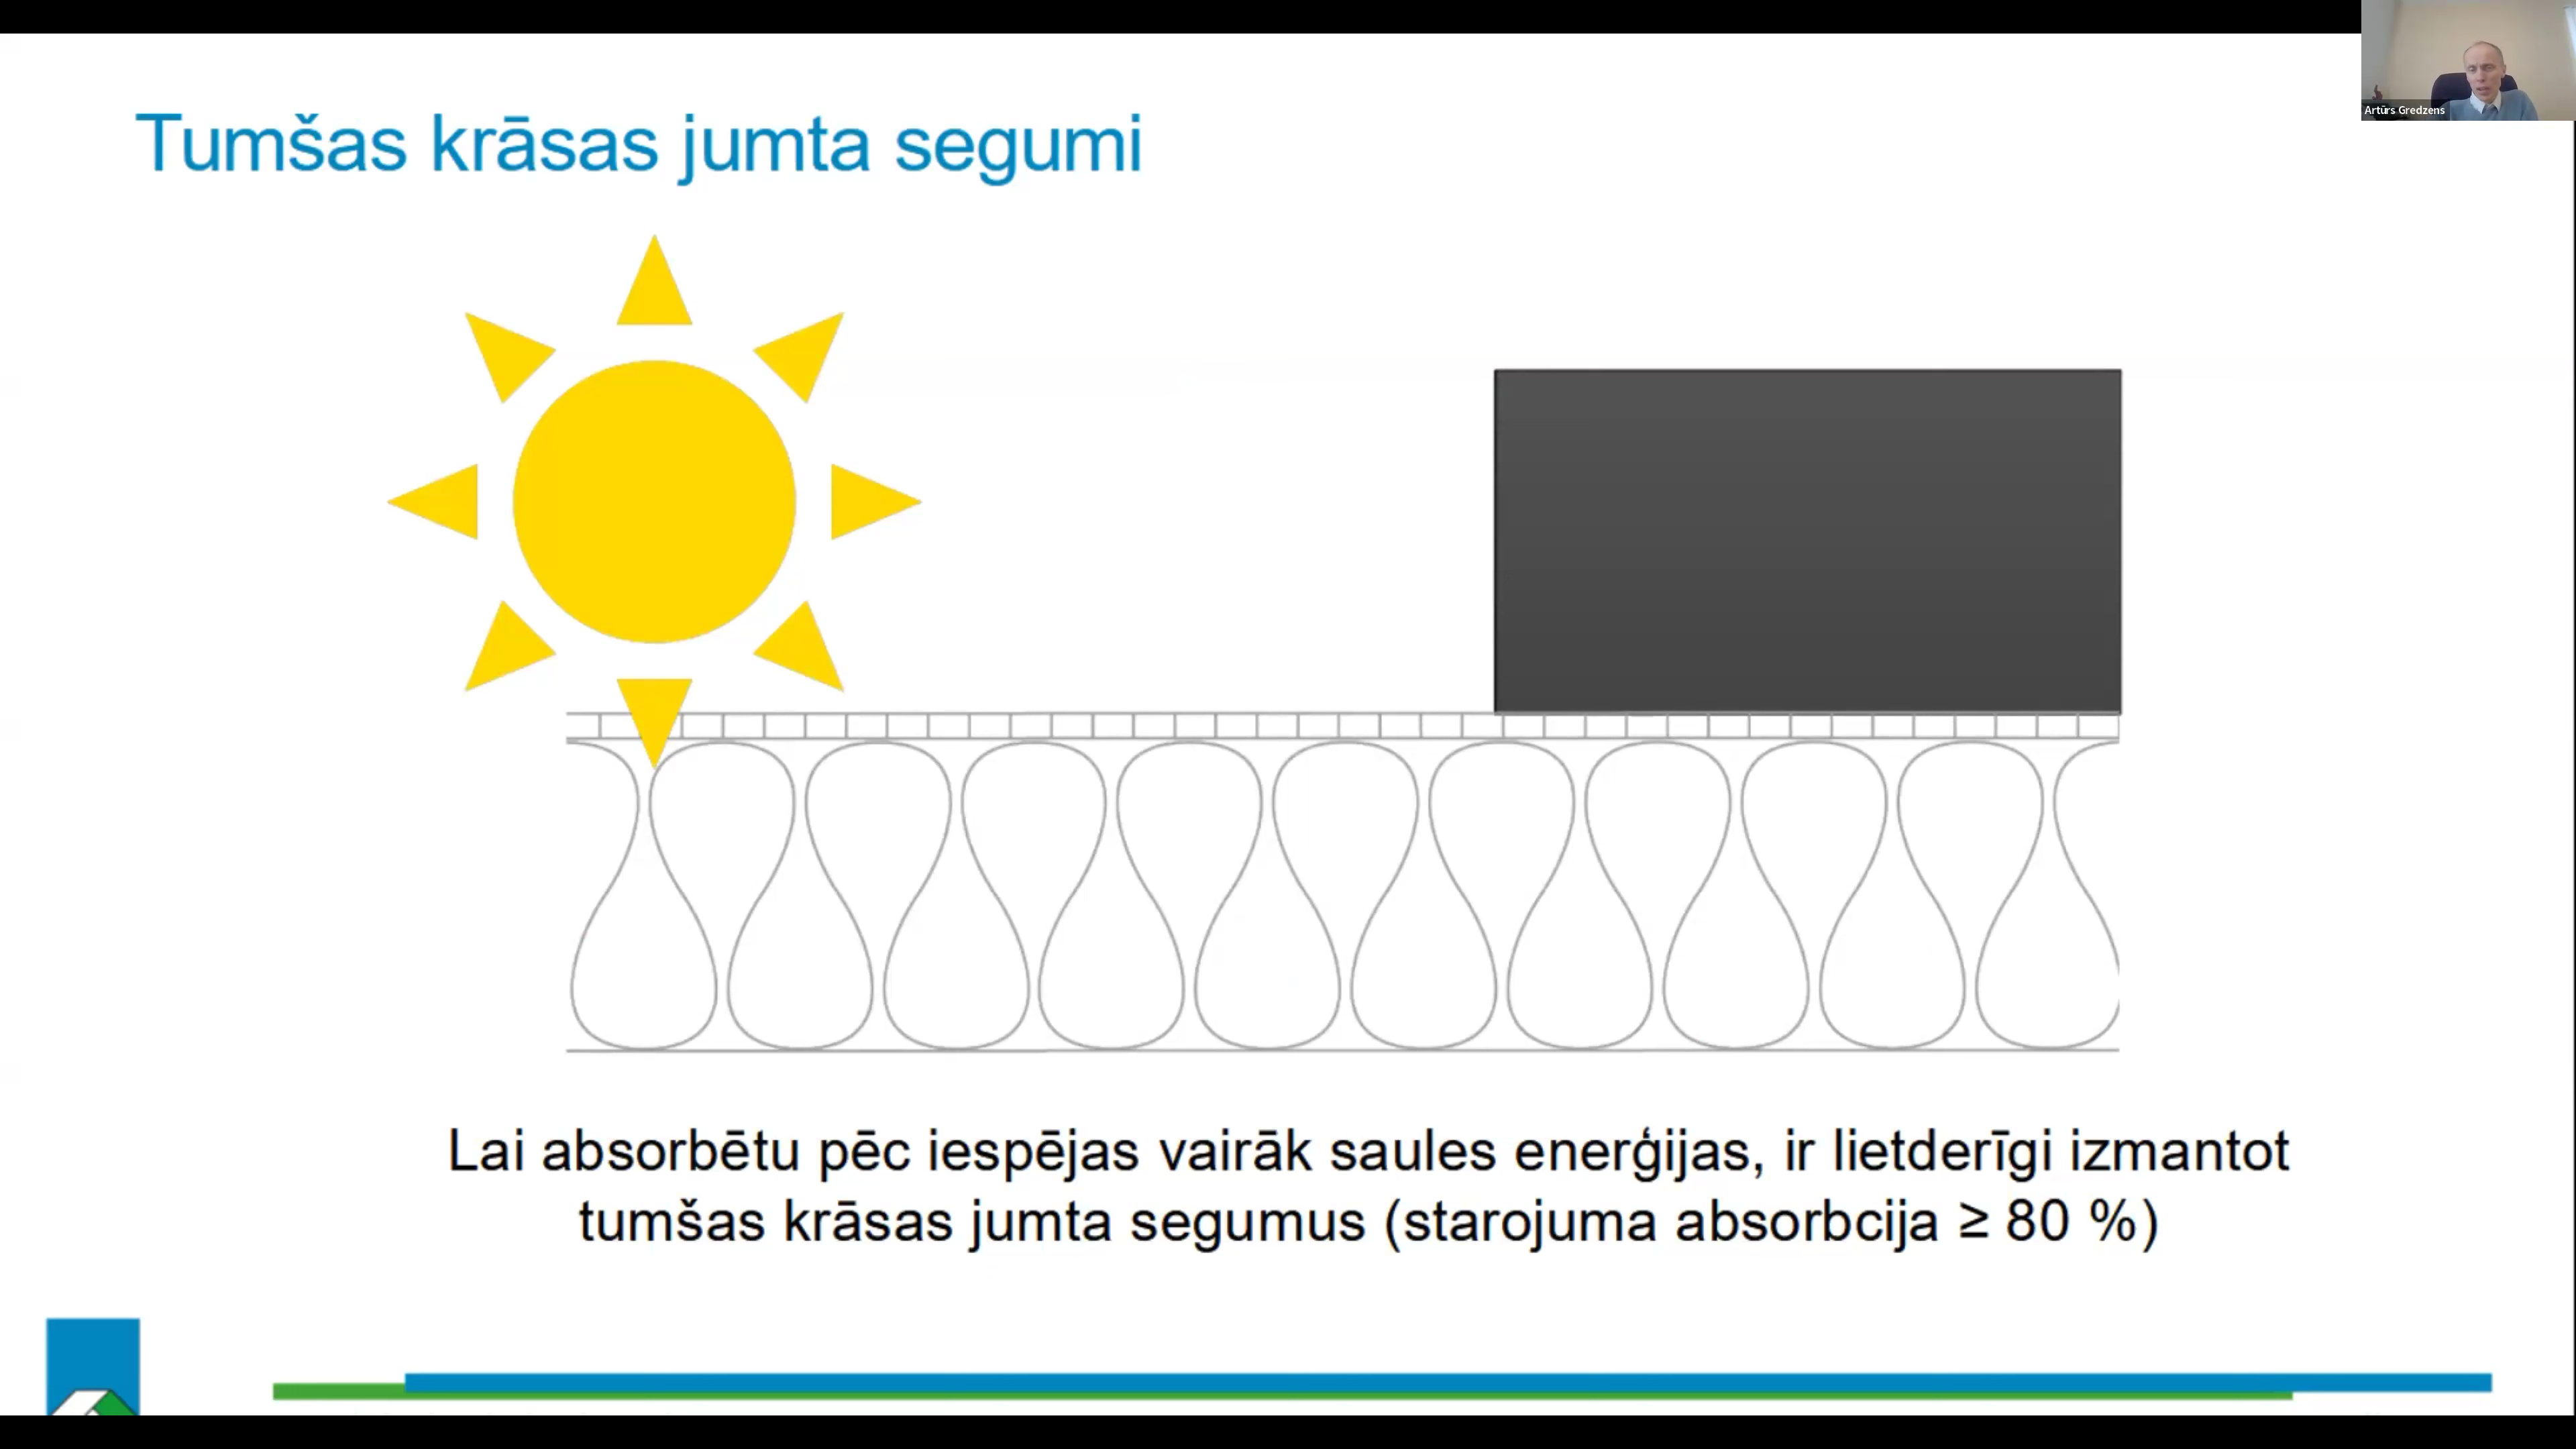 Artūrs Gredzens
Tumšas krāsas jumta segumi
Lai absorbētu pēc iespējas vairāk saules enerģijas, ir lietderīgi izmantot
tumšas krāsas jumta segumus (starojuma absorbcija ≥ 80 %)